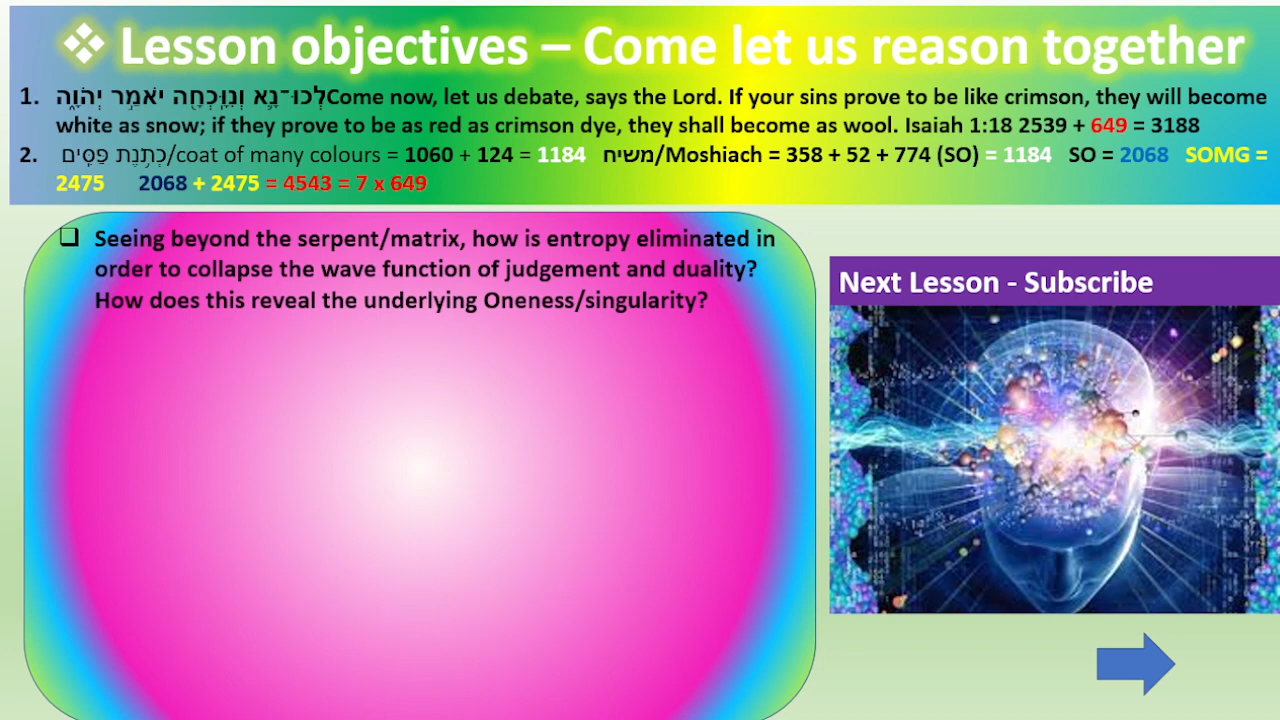 ❖ Lesson objectives – Come let us reason together
1. לְכוּ־נָ֛א וְנִוָּֽכְחָ֖ה יֹאמַ֣ר יְהֹוָ֑ה Come now, let us debate, says the Lord. If your sins prove to be like crimson, they will become
white as snow; if they prove to be as red as crimson dye, they shall become as wool. Isaiah 1:18 2539 + 649 = 3188
2. כְּתֹ֥נֶת פַּסִּֽים/coat of many colours = 1060 + 124 = 1184 משיח/Moshiach = 358 + 52 + 774 (SO) = 1184 SO = 2068 SOMG =
2475 2068 + 2475 = 4543 = 7 x 649
❑ Seeing beyond the serpent/matrix, how is entropy eliminated in
order to collapse the wave function of judgement and duality?
How does this reveal the underlying Oneness/singularity?
Next Lesson - Subscribe